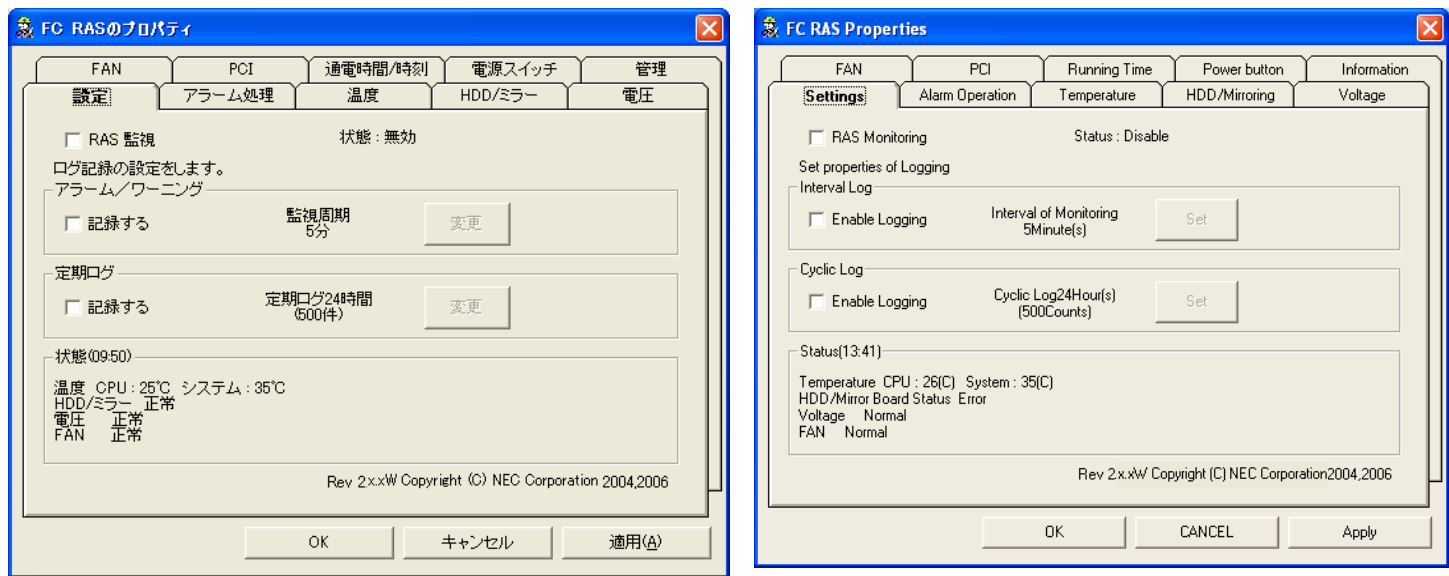 FC RASのプロパティ
FAN PCI 通電時間/時刻 電源スイッチ 管理
設定 アラーム処理 温度 HDD/ミラー 電圧
RAS 監視 状態 : 無効
ログ記録の設定をします。
アラーム/ワーニング
記録する 監視周期 変更
5分
定期ログ
記録する 定期ログ24時間 変更
(500件)
状態(09:50)
温度 CPU : 25℃ システム : 35℃
HDD/ミラー 正常
電圧 正常
FAN 正常
Rev 2.x.xW Copyright (C) NEC Corporation 2004,2006
OK キャンセル 適用(A)
FC RAS Properties
FAN PCI Running Time Power button Information
Settings Alarm Operation Temperature HDD/Mirroring Voltage
RAS Monitoring Status : Disable
Set properties of Logging
Interval Log
Enable Logging Interval of Monitoring Set
5Minute(s)
Cyclic Log
Enable Logging Cyclic Log24Hour(s) Set
(500Counts)
Status(13:41)
Temperature CPU : 26(C) System : 35(C)
HDD/Mirror Board Status Error
Voltage Normal
FAN Normal
Rev 2.x.xW Copyright (C) NEC Corporation2004,2006
OK CANCEL Apply